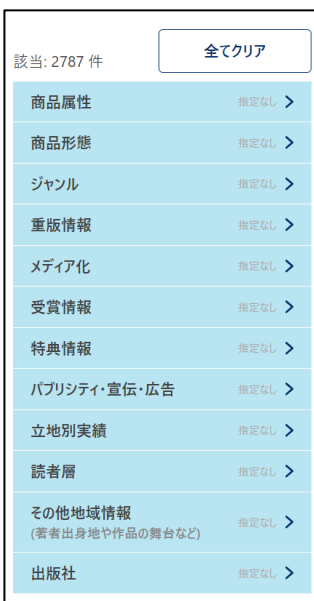 該当: 2787 件
全てクリア
商品属性 指定なし
商品形態 指定なし
ジャンル 指定なし
重版情報 指定なし
メディア化 指定なし
受賞情報 指定なし
特典情報 指定なし
パブリシティ・宣伝・広告 指定なし
立地別実績 指定なし
読者層 指定なし
その他地域情報 指定なし
(著者出身地や作品の舞台など)
出版社 指定なし